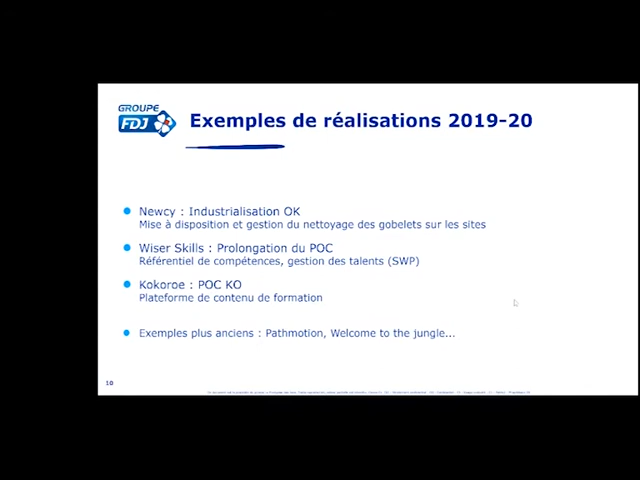 GROUPE
FDJ
Exemples de réalisations 2019-20
Newcy : Industrialisation OK
Mise à disposition et gestion du nettoyage des gobelets sur les sites
Wiser Skills : Prolongation du POC
Référentiel de compétences, gestion des talents (SWP)
Kokoroe : POC KO
Plateforme de contenu de formation
Exemples plus anciens : Pathmotion, Welcome to the jungle...
10